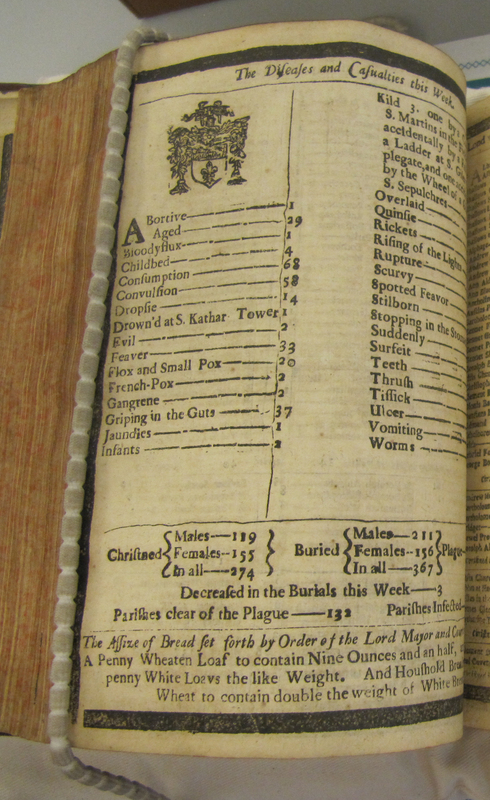 The Diſeaſes and Caſualties this Week.
ABortive 1
Aged 29
Bloodyflux 1
Childbed 4
Conſumption 68
Convulſion 58
Dropſie 14
Drown'd at S. Kathar Tower 1
Evil 2
Feaver 33
Flox and Small Pox 20
French-Pox 2
Gangrene 2
Griping in the Guts 37
Jaundies 1
Infants 2
Kild 3. one by a
S. Martins in the
accidentally by a
a Ladder at S.
plegate, and one
by the Wheel of a
S. Sepulchres
Overlaid
Quinſie
Rickets
Riſing of the Lights
Rupture
Scurvy
Spotted Feavor
Stilborn
Stopping in the
Suddenly
Surfeit
Teeth
Thruſh
Tiſſick
Ulcer
Vomiting
Worms
Chriſtned Males 119 Females 155 In all 274
Buried Males 211 Females 156 In all 367 Plague
Decreaſed in the Burials this Week 3
Pariſhes clear of the Plague 132 Pariſhes Infected
The Aſſize of Bread ſet forth by Order of the Lord Mayor and
A Penny Wheaten Loaf to contain Nine Ounces and an half,
penny White Loavs the like Weight. And Houſhold
Wheat to contain double the weight of White